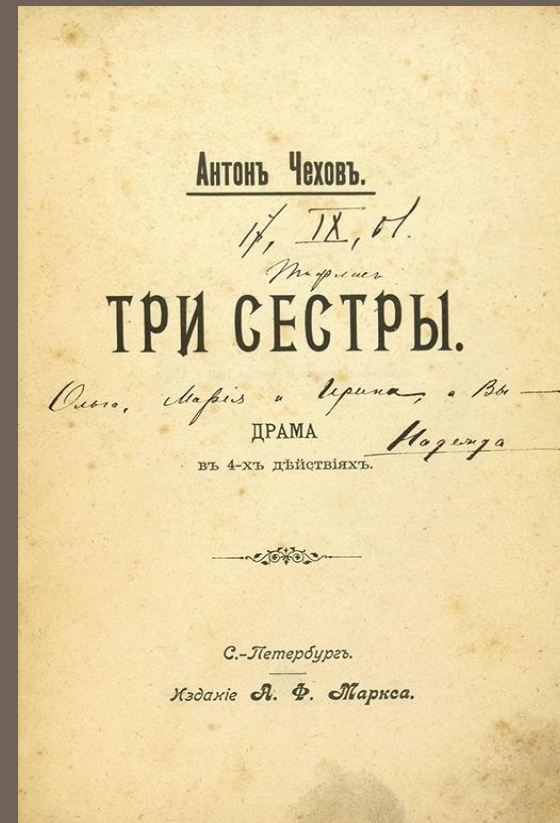 Антонъ Чеховъ.
17, IX, 01.
Тифлисъ
ТРИ СЕСТРЫ.
Ольга, Марія и Ирина, а Вы —
Надежда
ДРАМА
въ 4-хъ дѣйствіяхъ.
С.-Петербургъ.
Изданіе А. Ф. Маркса.